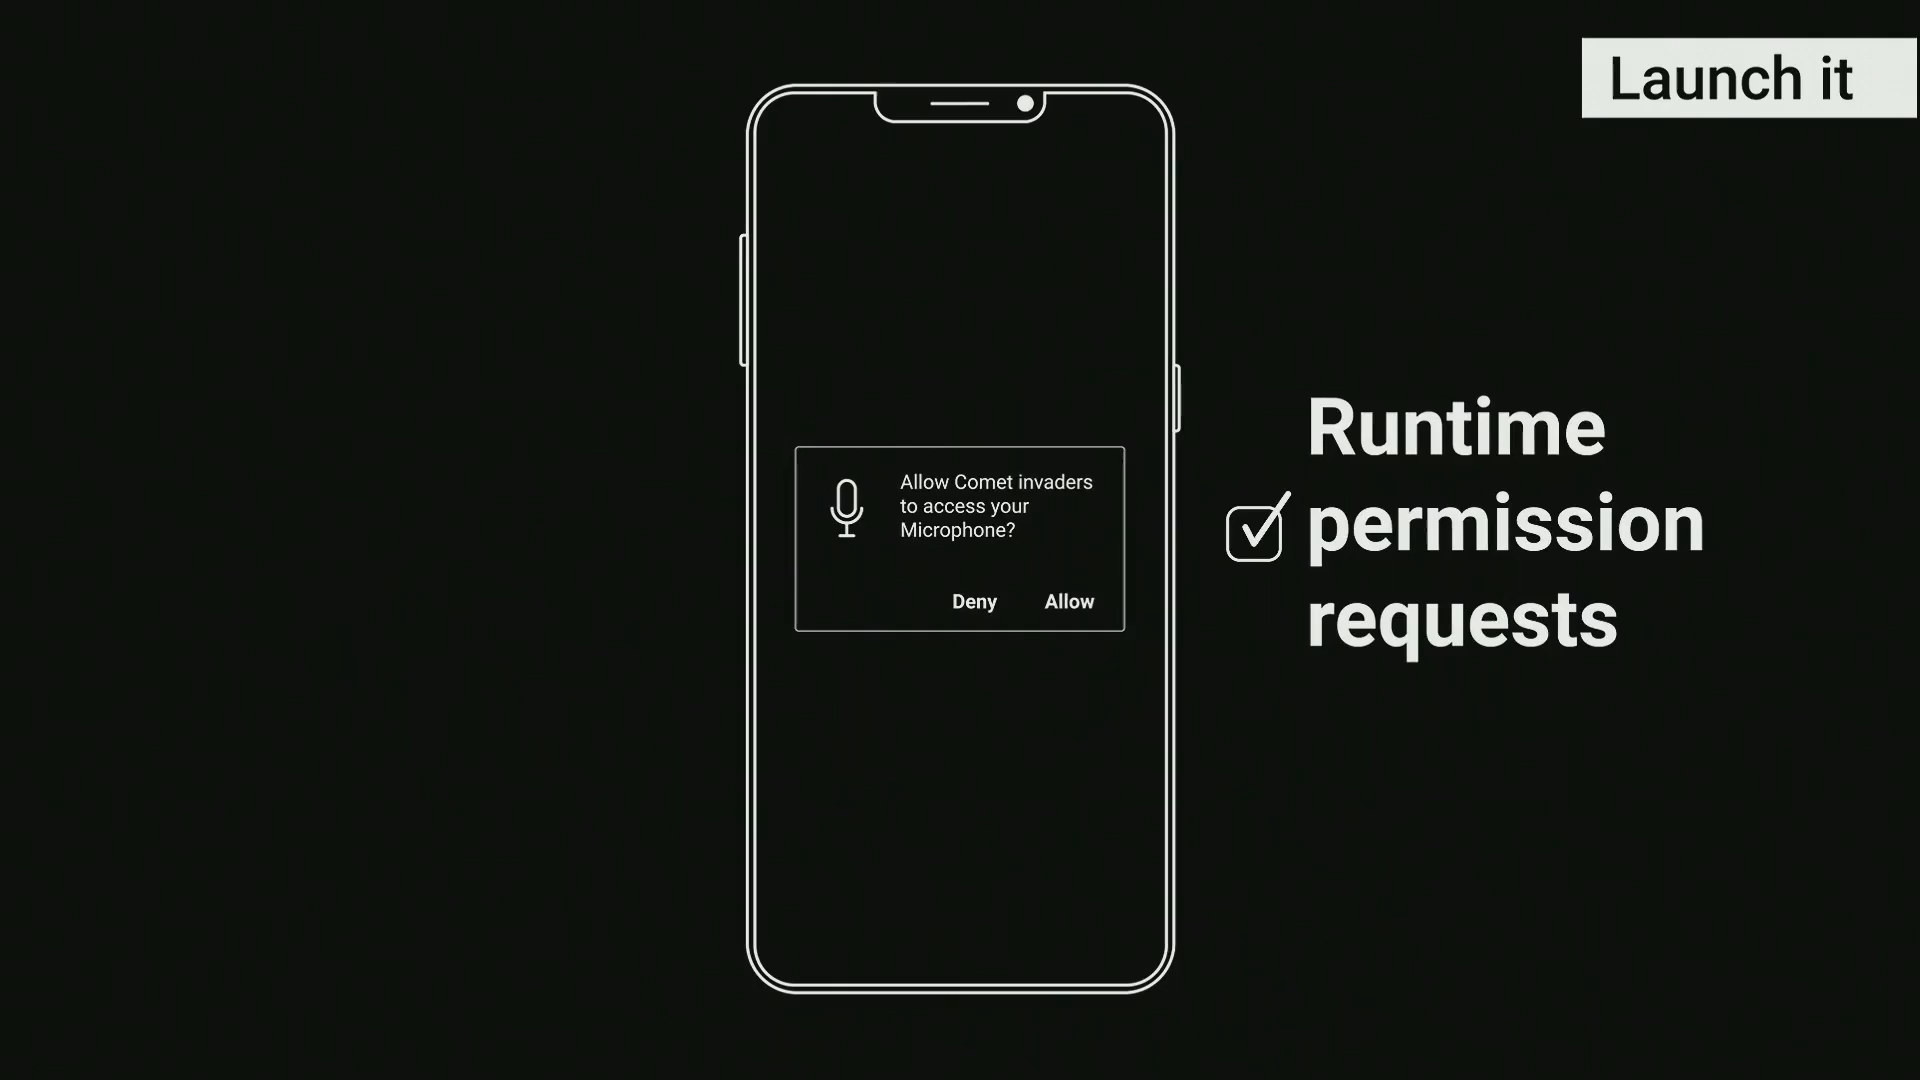 Launch it
Allow Comet invaders
to access your
Microphone?
Deny Allow
Runtime
permission
requests